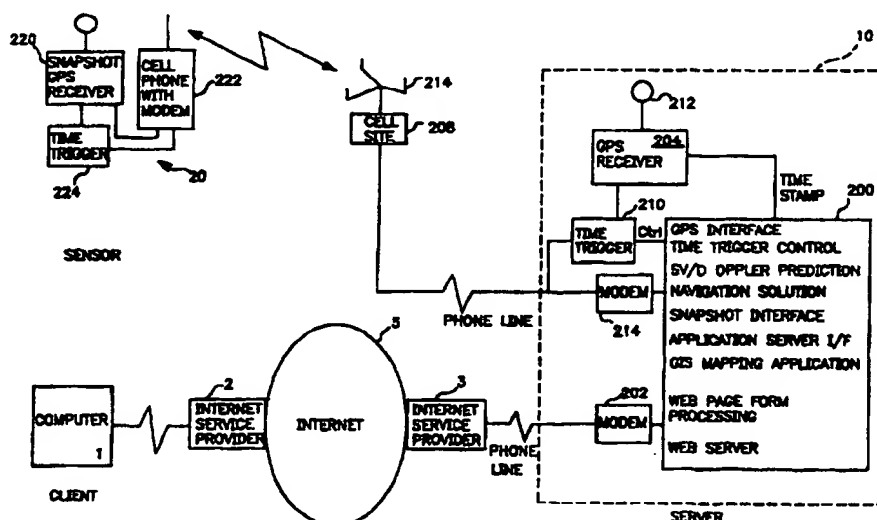 220
SNAPSHOT
GPS
RECEIVER
CELL
PHONE
WITH
MODEM
222
TIME
TRIGGER
224
20
SENSOR
214
CELL
SITE
208
PHONE LINE
10
212
GPS
RECEIVER
204
TIME
STAMP
200
210
TIME
TRIGGER
Ctrl
MODEM
214
GPS INTERFACE
TIME TRIGGER CONTROL
SV/D OPPLER PREDICTION
NAVIGATION SOLUTION
SNAPSHOT INTERFACE
APPLICATION SERVER I/F
GIS MAPPING APPLICATION
WEB PAGE FORM
PROCESSING
WEB SERVER
202
MODEM
SERVER
COMPUTER
1
CLIENT
2
INTERNET
SERVICE
PROVIDER
5
INTERNET
3
INTERNET
SERVICE
PROVIDER
PHONE
LINE